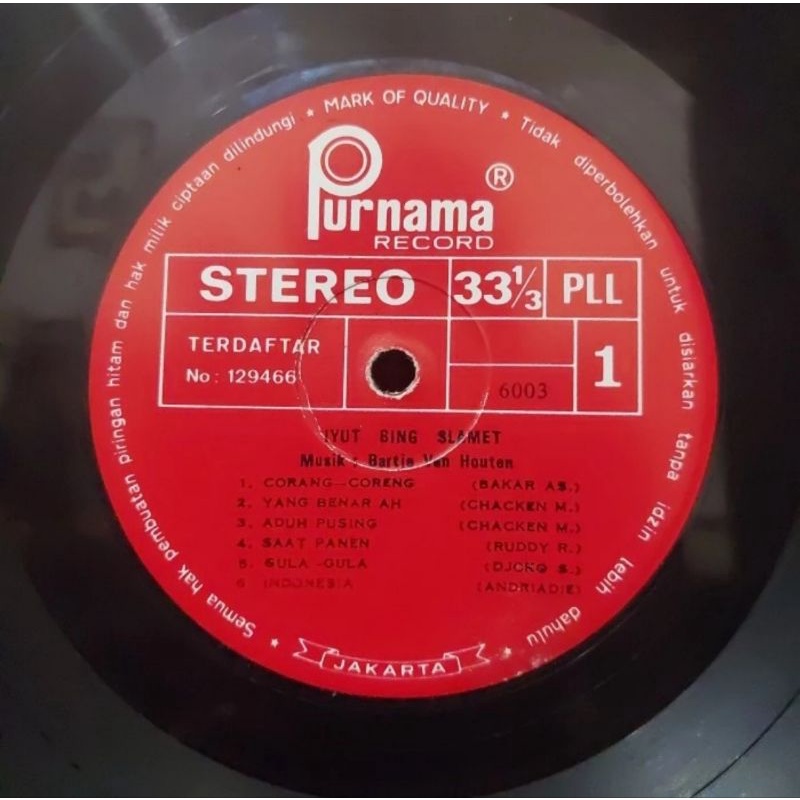 Semua hak pembuatan piringan hitam dan hak milik ciptaan dilindungi ★ MARK OF QUALITY ★ Tidak diperbolehkan untuk disiarkan tanpa idzin lebih dahulu ★
Purnama ®
RECORD
STEREO 33⅓ PLL
TERDAFTAR
No: 129466
6003
1
IYUT BING SLAMET
Musik : Bartje Van Houten
1. CORANG-CORENG (BAKAR AS.)
2. YANG BENAR AH (CHACKEN M.)
3. ADUH PUSING (CHACKEN M.)
4. SAAT PANEN (RUDDY R.)
5. GULA-GULA (DJOKO S.)
6 INDONESIA (ANDRIADIE)
★ JAKARTA ★